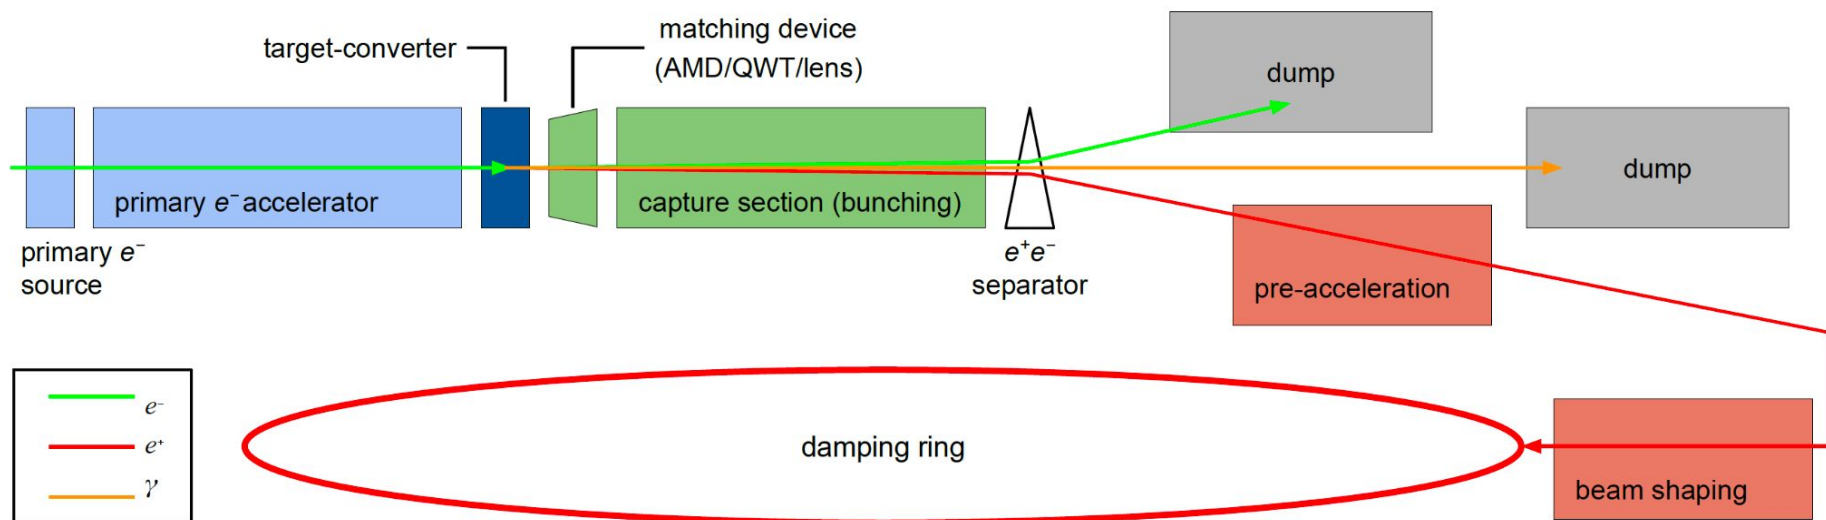 target-converter
matching device
(AMD/QWT/lens)
dump
dump
primary e⁻ accelerator
capture section (bunching)
primary e⁻
source
e⁺e⁻
separator
pre-acceleration
e⁻
e⁺
γ
damping ring
beam shaping